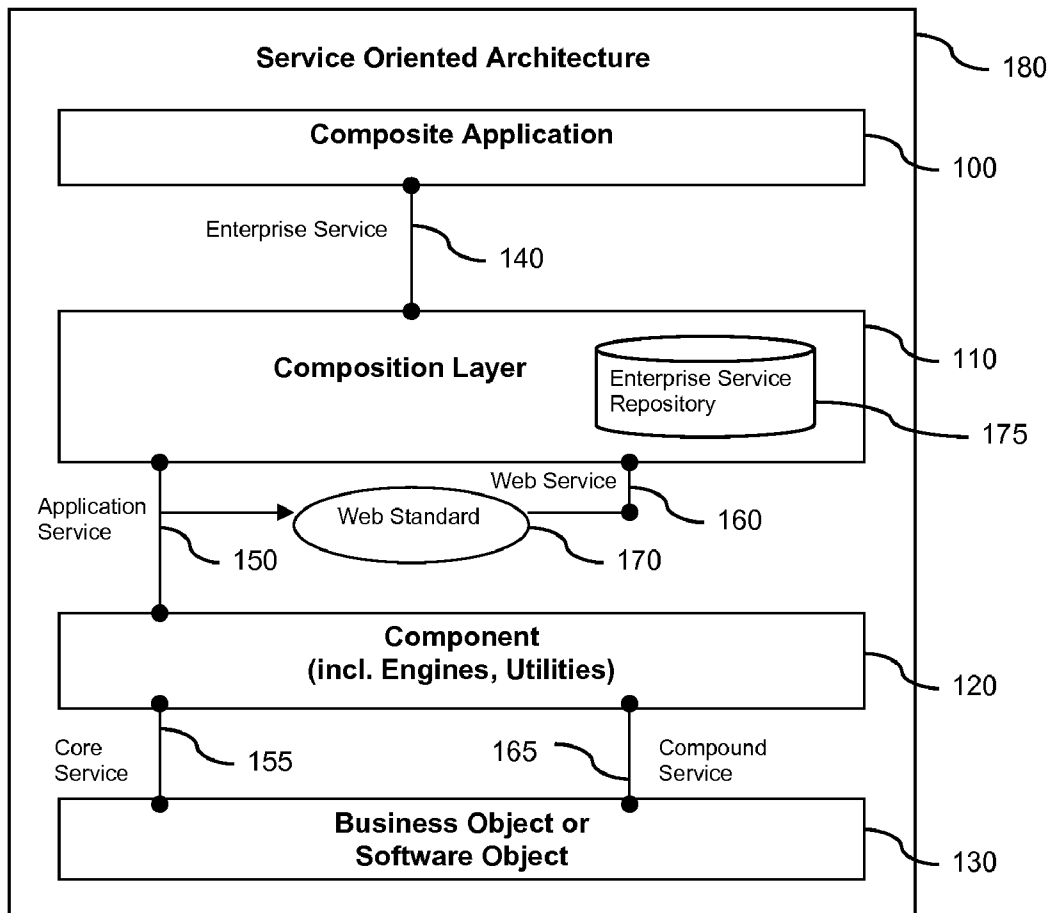 Service Oriented Architecture
180
Composite Application
100
Enterprise Service
140
110
Composition Layer
Enterprise Service
Repository
175
Application
Service
Web Service
Web Standard
160
150
170
Component
(incl. Engines, Utilities)
120
Core
Service
155
165
Compound
Service
Business Object or
Software Object
130